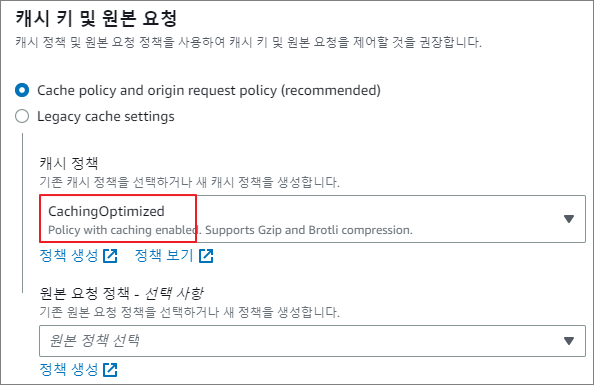 캐시 키 및 원본 요청
캐시 정책 및 원본 요청 정책을 사용하여 캐시 키 및 원본 요청을 제어할 것을 권장합니다.
Cache policy and origin request policy (recommended)
Legacy cache settings
캐시 정책
기존 캐시 정책을 선택하거나 새 캐시 정책을 생성합니다.
CachingOptimized
Policy with caching enabled. Supports Gzip and Brotli compression.
정책 생성 정책 보기
원본 요청 정책 - 선택 사항
기존 원본 요청 정책을 선택하거나 새 정책을 생성합니다.
원본 정책 선택
정책 생성